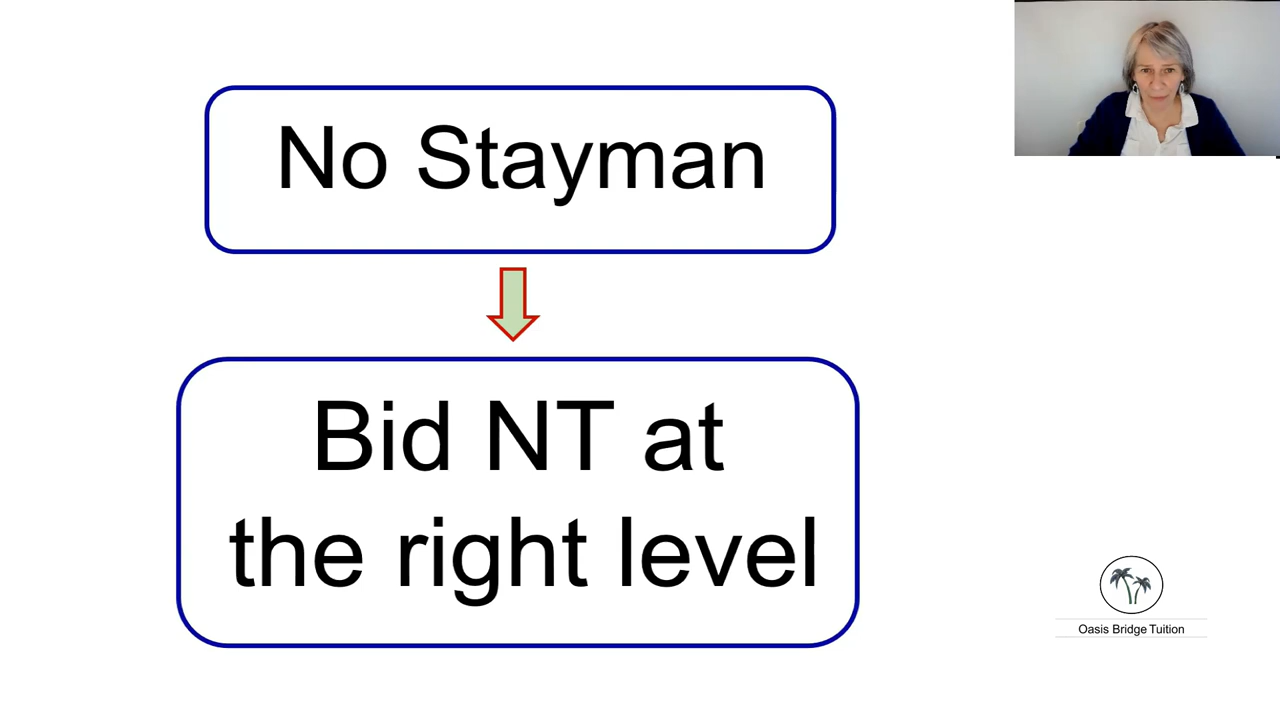 No Stayman
Bid NT at
the right level
Oasis Bridge Tuition